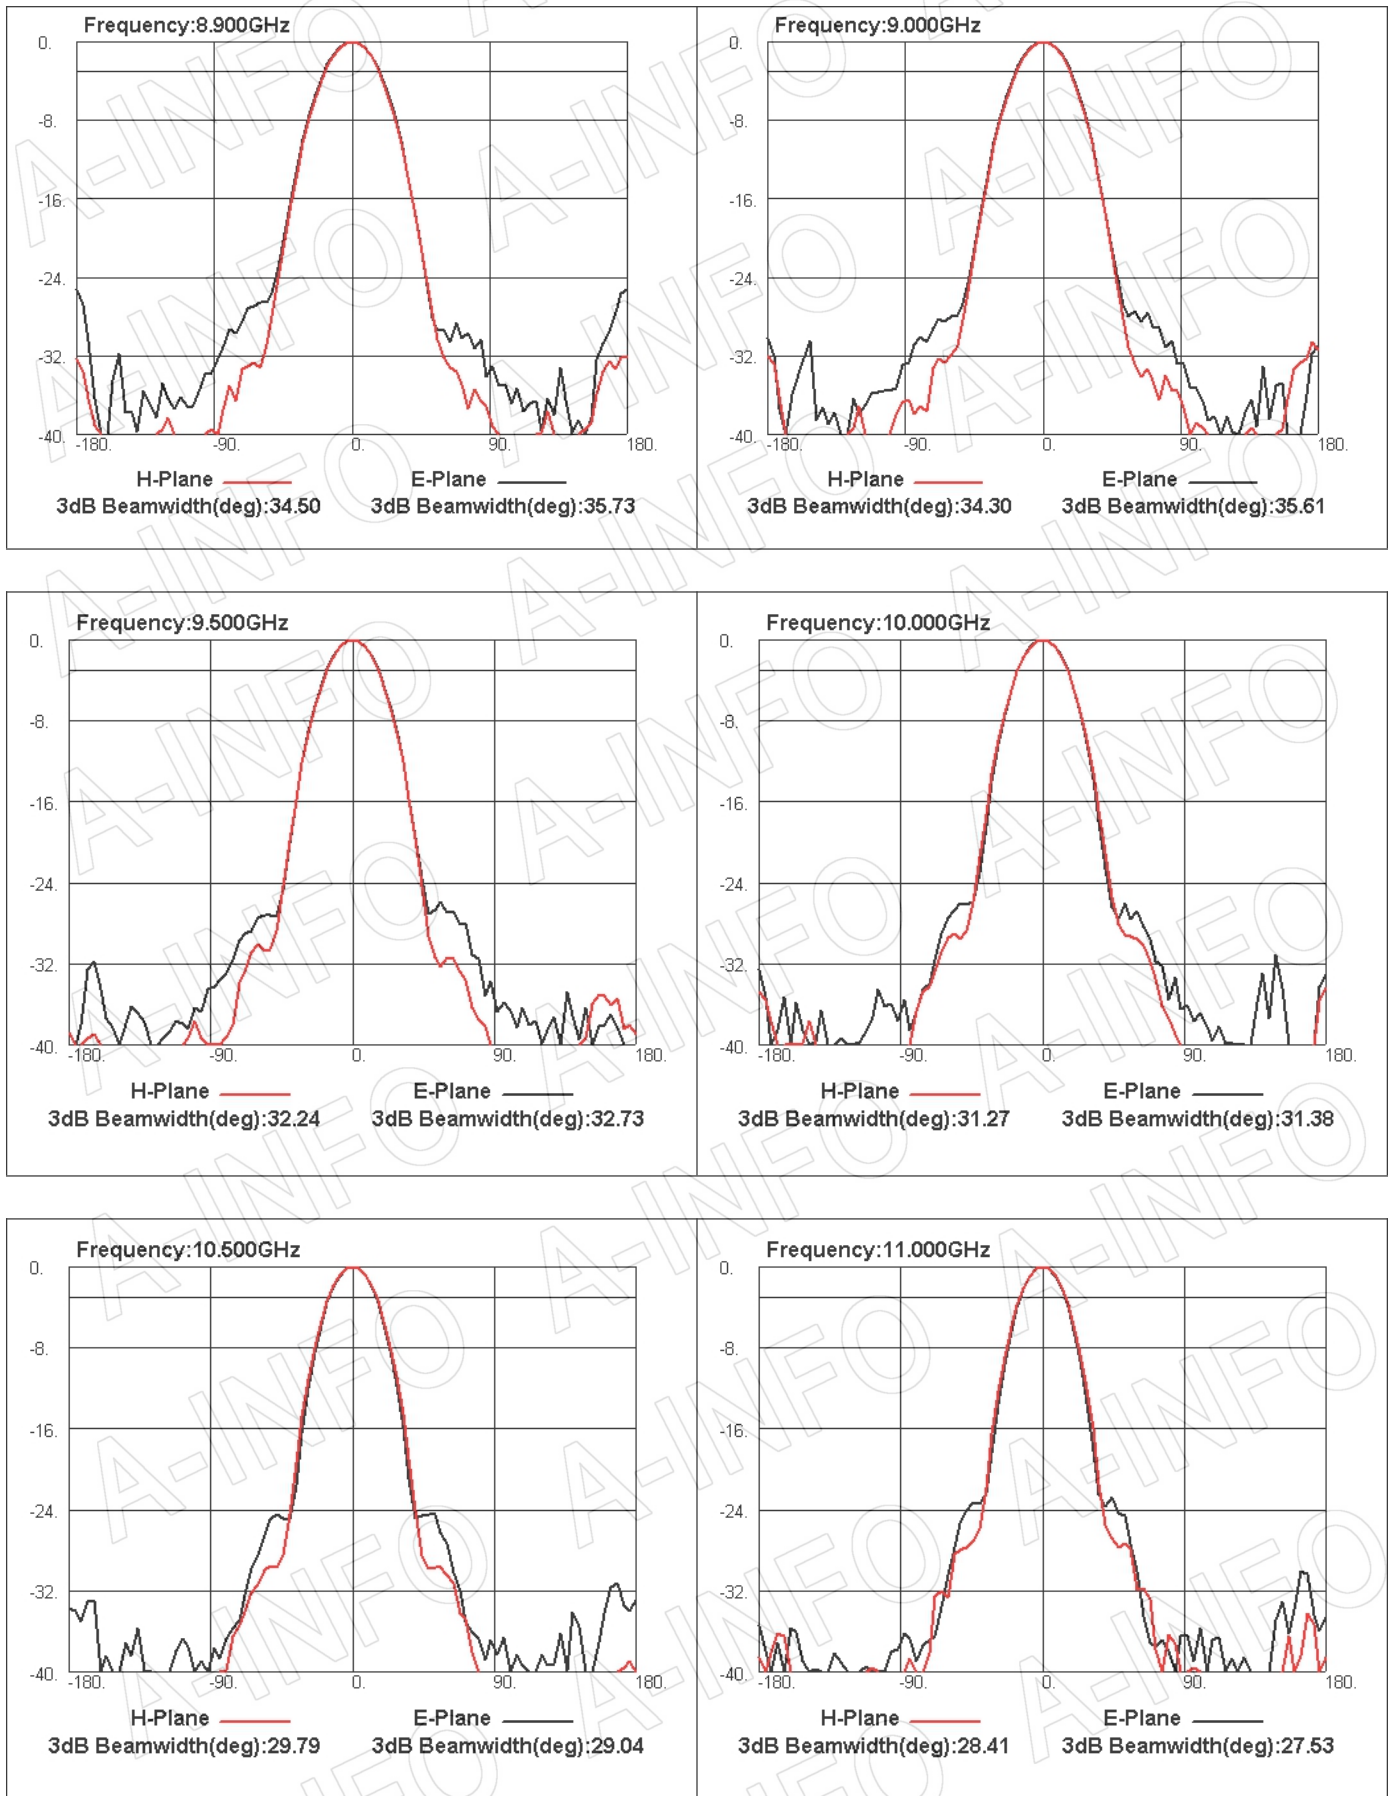 Frequency:8.900GHz
0.
-8.
-16.
-24.
-32.
-40.
-180. -90. 0. 90. 180.
H-Plane E-Plane
3dB Beamwidth(deg):34.50 3dB Beamwidth(deg):35.73
Frequency:9.000GHz
0.
-8.
-16.
-24.
-32.
-40.
-180. -90. 0. 90. 180.
H-Plane E-Plane
3dB Beamwidth(deg):34.30 3dB Beamwidth(deg):35.61
Frequency:9.500GHz
0.
-8.
-16.
-24.
-32.
-40.
-180. -90. 0. 90. 180.
H-Plane E-Plane
3dB Beamwidth(deg):32.24 3dB Beamwidth(deg):32.73
Frequency:10.000GHz
0.
-8.
-16.
-24.
-32.
-40.
-180. -90. 0. 90. 180.
H-Plane E-Plane
3dB Beamwidth(deg):31.27 3dB Beamwidth(deg):31.38
Frequency:10.500GHz
0.
-8.
-16.
-24.
-32.
-40.
-180. -90. 0. 90. 180.
H-Plane E-Plane
3dB Beamwidth(deg):29.79 3dB Beamwidth(deg):29.04
Frequency:11.000GHz
0.
-8.
-16.
-24.
-32.
-40.
-180. -90. 0. 90. 180.
H-Plane E-Plane
3dB Beamwidth(deg):28.41 3dB Beamwidth(deg):27.53
A-INFO